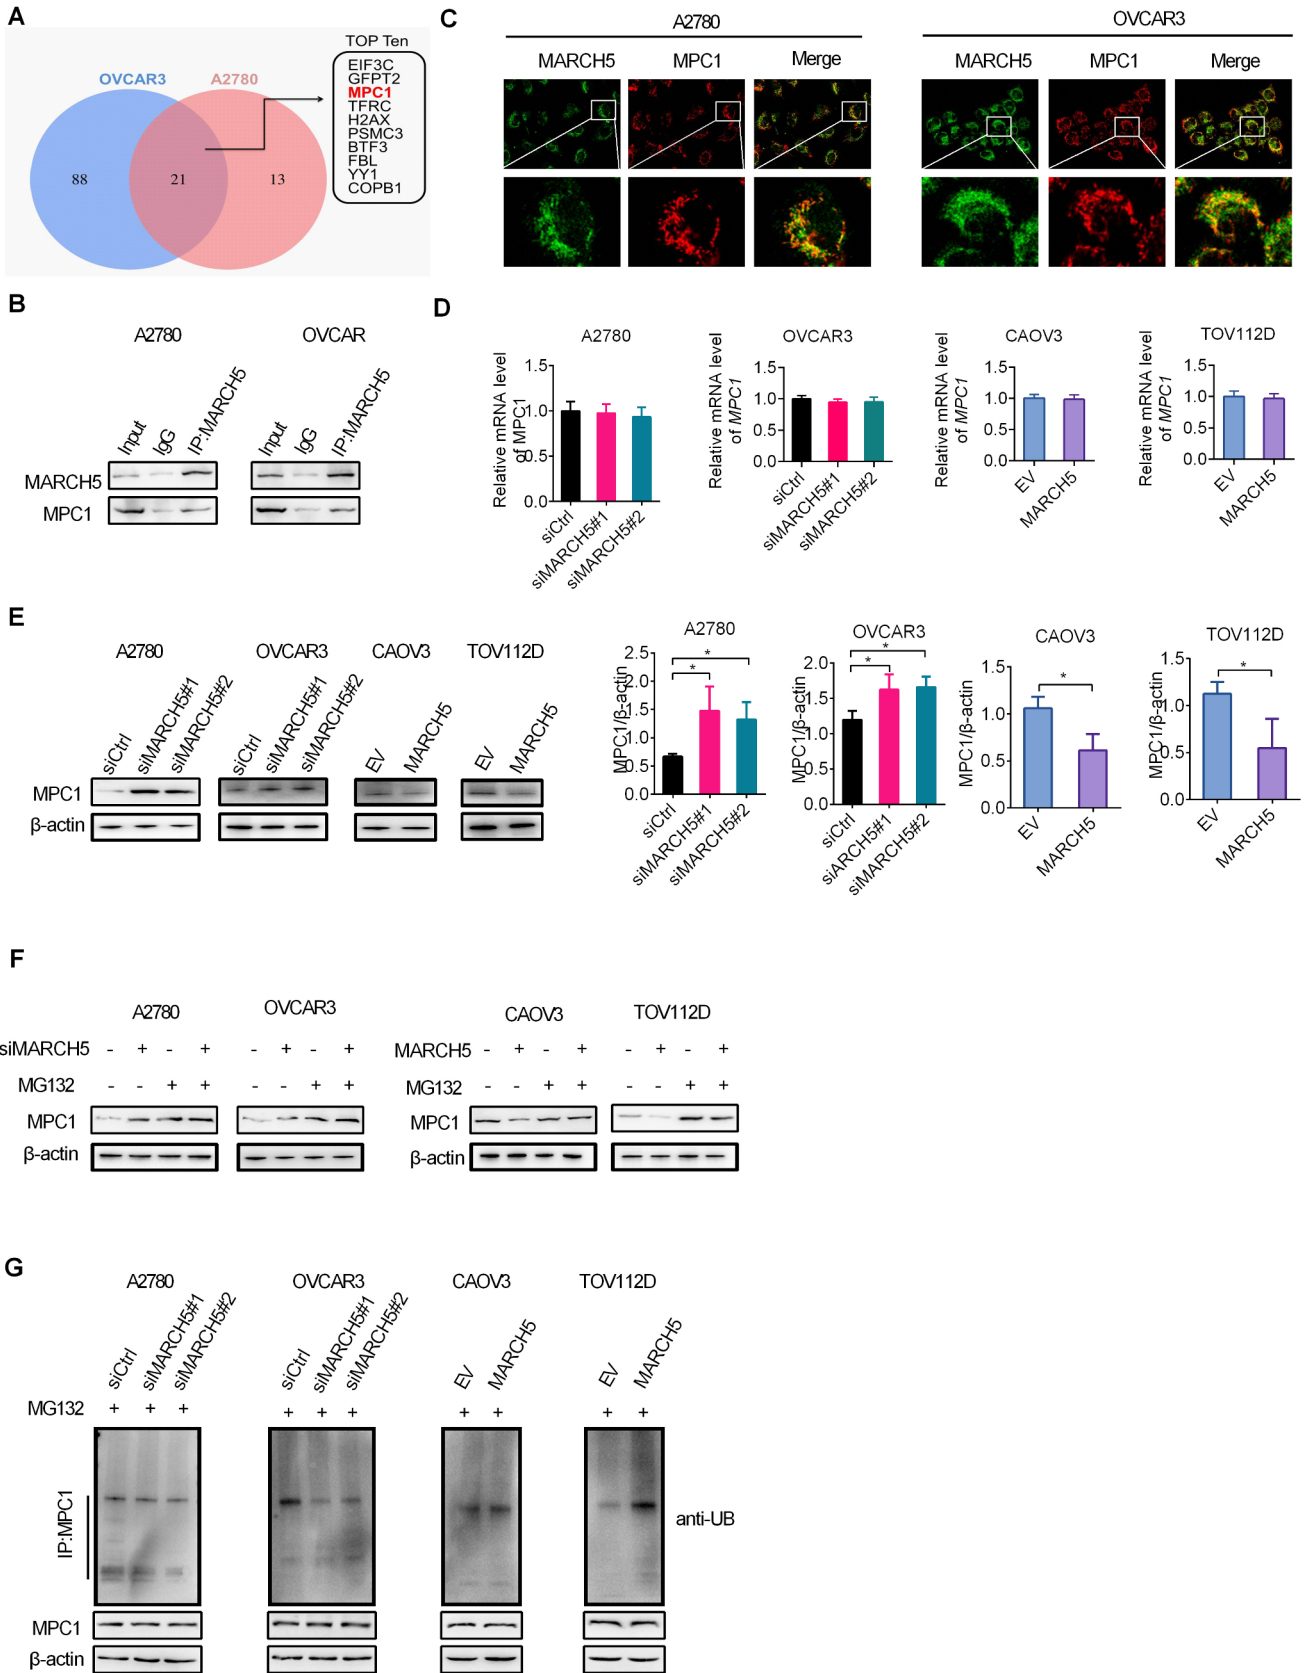 A
OVCAR3
A2780
88
21
13
TOP Ten
EIF3C
GFPT2
MPC1
TFRC
H2AX
PSMC3
BTF3
FBL
YY1
COPB1
C
A2780
OVCAR3
MARCH5 MPC1 Merge
MARCH5 MPC1 Merge
B
A2780 OVCAR
Input IgG IP:MARCH5
Input IgG IP:MARCH5
MARCH5
MPC1
D
A2780
Relative mRNA level
of MPC1
1.5
1.0
0.5
0.0
siCtrl siMARCH5#1 siMARCH5#2
OVCAR3
Relative mRNA level
of MPC1
1.5
1.0
0.5
0.0
siCtrl siMARCH5#1 siMARCH5#2
CAOV3
Relative mRNA level
of MPC1
1.5
1.0
0.5
0.0
EV MARCH5
TOV112D
Relative mRNA level
of MPC1
1.5
1.0
0.5
0.0
EV MARCH5
E
A2780 OVCAR3 CAOV3 TOV112D
siCtrl siMARCH5#1 siMARCH5#2
siCtrl siMARCH5#1 siMARCH5#2
EV MARCH5
EV MARCH5
MPC1
β-actin
A2780
MPC1/β-actin
2.5
2.0
1.5
1.0
0.5
0.0
* *
siCtrl siMARCH5#1 siMARCH5#2
OVCAR3
MPC1/β-actin
2.0
1.5
1.0
0.5
0.0
* *
siCtrl siARCH5#1 siMARCH5#2
CAOV3
MPC1/β-actin
1.5
1.0
0.5
0.0
*
EV MARCH5
TOV112D
MPC1/β-actin
1.5
1.0
0.5
0.0
*
EV MARCH5
F
A2780 OVCAR3
siMARCH5 - + - + - + - +
MG132 - - + + - - + +
MPC1
β-actin
CAOV3 TOV112D
MARCH5 - + - + - + - +
MG132 - - + + - - + +
MPC1
β-actin
G
A2780 OVCAR3 CAOV3 TOV112D
siCtrl siMARCH5#1 siMARCH5#2
siCtrl siMARCH5#1 siMARCH5#2
EV MARCH5
EV MARCH5
MG132 + + + + + + + + + +
IP:MPC1
anti-UB
MPC1
β-actin